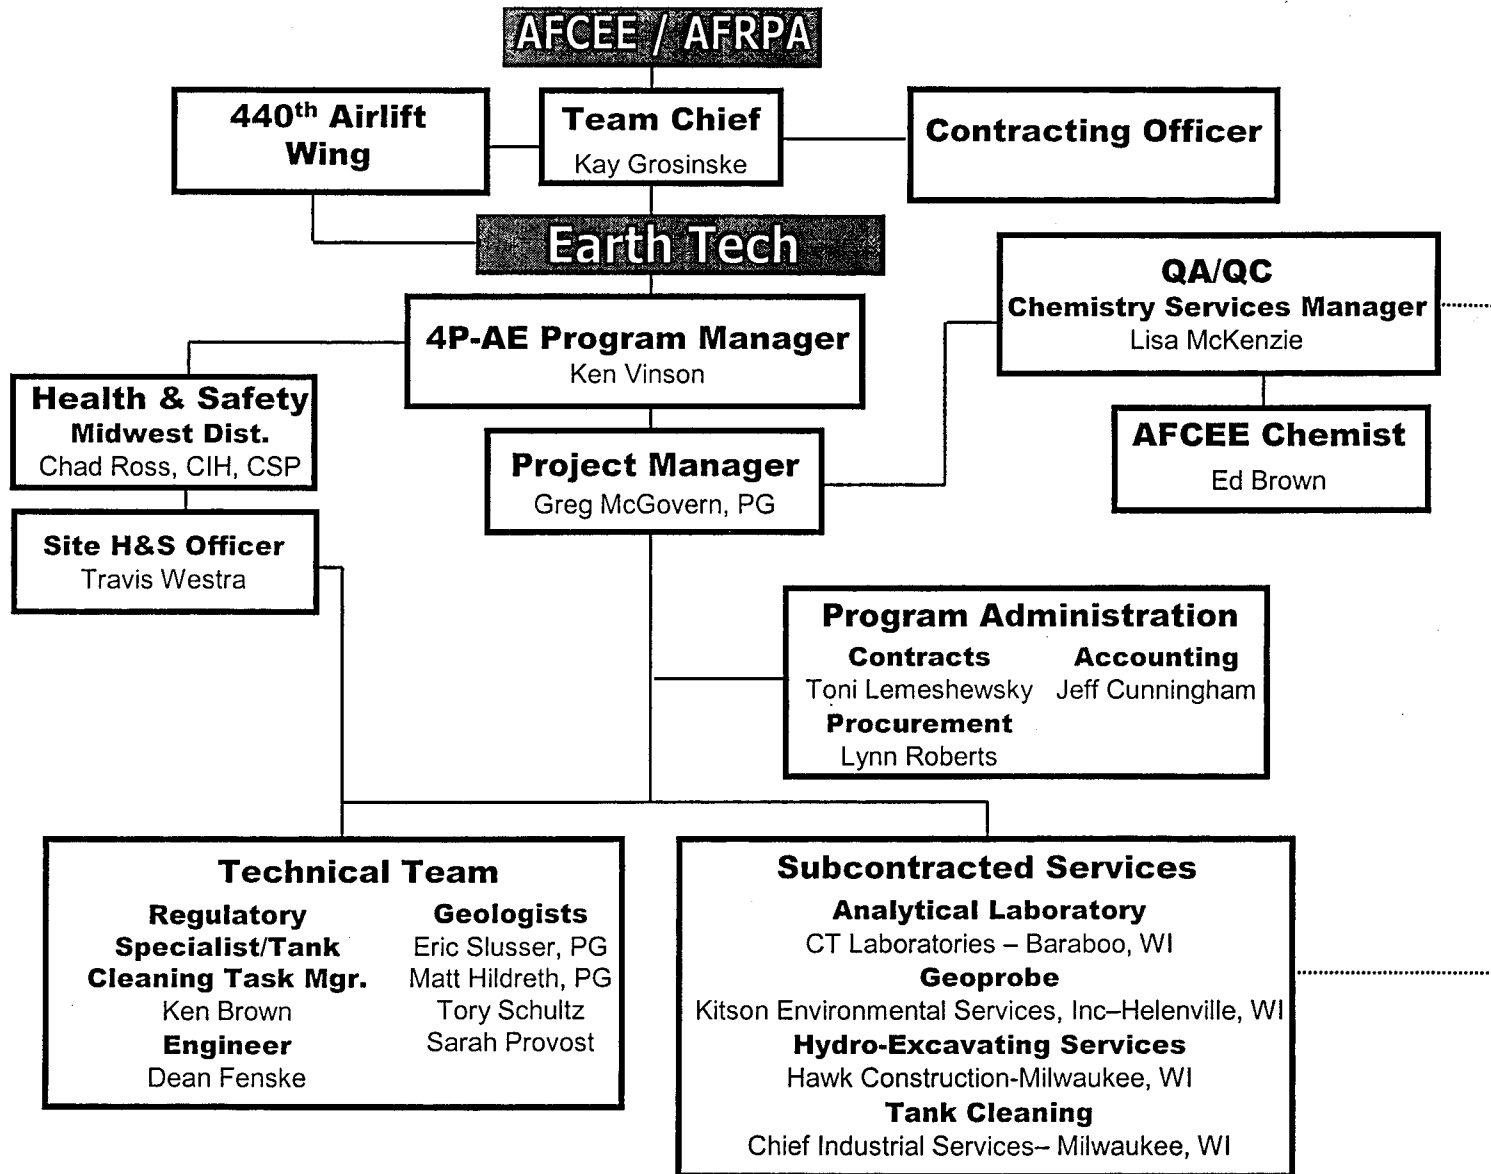 AFCEE / AFRPA
440th Airlift
Wing
Team Chief
Kay Grosinske
Contracting Officer
Earth Tech
QA/QC
Chemistry Services Manager
Lisa McKenzie
4P-AE Program Manager
Ken Vinson
Health & Safety
Midwest Dist.
Chad Ross, CIH, CSP
AFCEE Chemist
Ed Brown
Project Manager
Greg McGovern, PG
Site H&S Officer
Travis Westra
Program Administration
Contracts
Toni Lemeshewsky
Accounting
Jeff Cunningham
Procurement
Lynn Roberts
Technical Team
Regulatory
Specialist/Tank
Cleaning Task Mgr.
Ken Brown
Engineer
Dean Fenske
Geologists
Eric Slusser, PG
Matt Hildreth, PG
Tory Schultz
Sarah Provost
Subcontracted Services
Analytical Laboratory
CT Laboratories – Baraboo, WI
Geoprobe
Kitson Environmental Services, Inc–Helenville, WI
Hydro-Excavating Services
Hawk Construction-Milwaukee, WI
Tank Cleaning
Chief Industrial Services– Milwaukee, WI